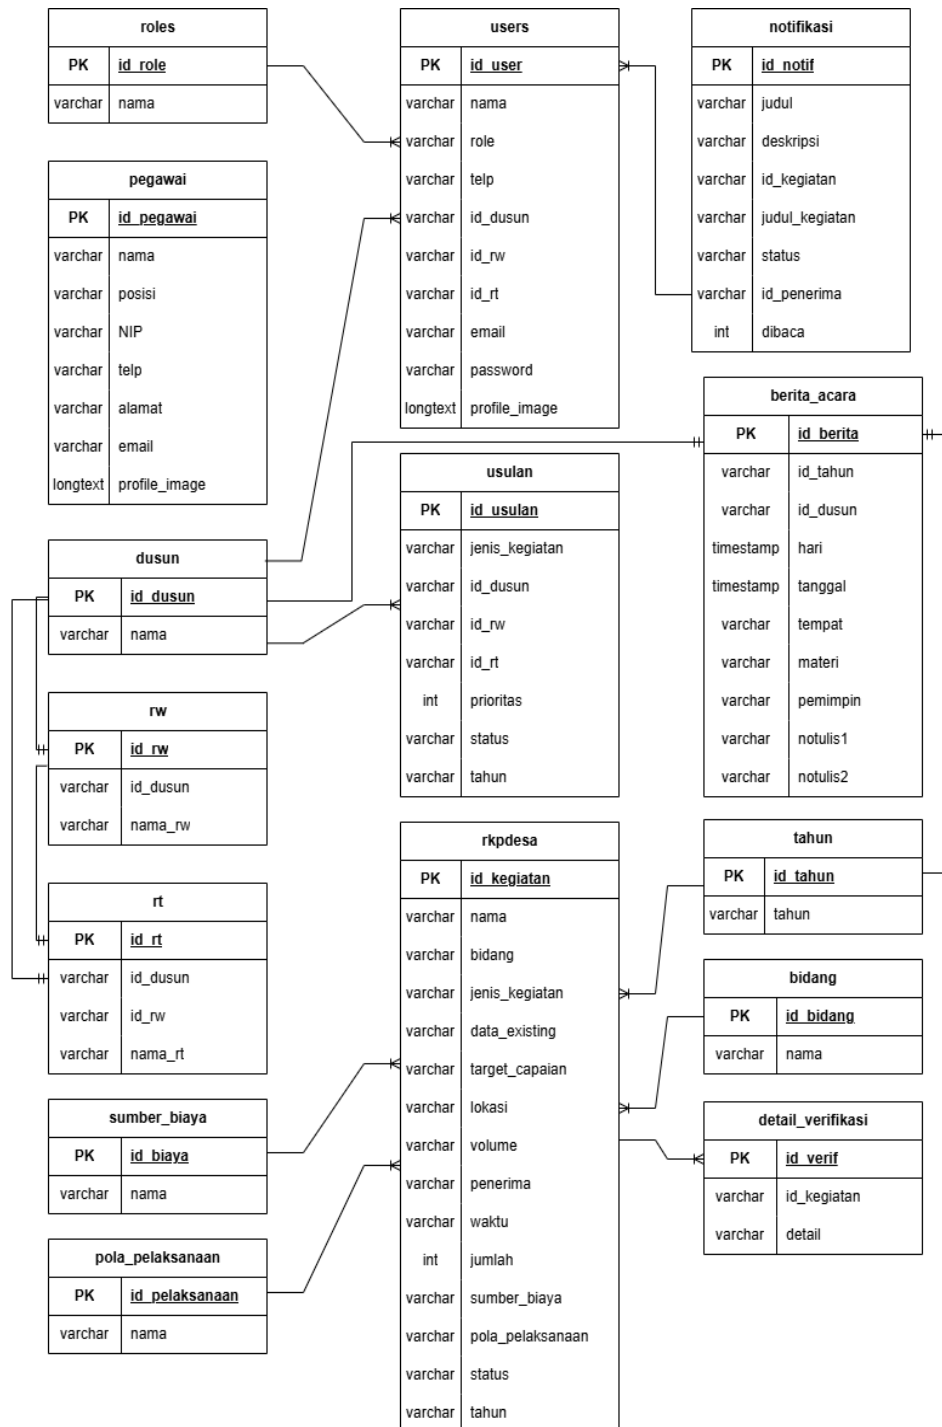 roles
PK id_role
varchar nama
users
PK id_user
varchar nama
varchar role
varchar telp
varchar id_dusun
varchar id_rw
varchar id_rt
varchar email
varchar password
longtext profile_image
notifikasi
PK id_notif
varchar judul
varchar deskripsi
varchar id_kegiatan
varchar judul_kegiatan
varchar status
varchar id_penerima
int dibaca
pegawai
PK id_pegawai
varchar nama
varchar posisi
varchar NIP
varchar telp
varchar alamat
varchar email
longtext profile_image
berita_acara
PK id_berita
varchar id_tahun
varchar id_dusun
timestamp hari
timestamp tanggal
varchar tempat
varchar materi
varchar pemimpin
varchar notulis1
varchar notulis2
usulan
PK id_usulan
varchar jenis_kegiatan
varchar id_dusun
varchar id_rw
varchar id_rt
int prioritas
varchar status
varchar tahun
dusun
PK id_dusun
varchar nama
rw
PK id_rw
varchar id_dusun
varchar nama_rw
rt
PK id_rt
varchar id_dusun
varchar id_rw
varchar nama_rt
rkpdesa
PK id_kegiatan
varchar nama
varchar bidang
varchar jenis_kegiatan
varchar data_existing
varchar target_capaian
varchar lokasi
varchar volume
varchar penerima
varchar waktu
int jumlah
varchar sumber_biaya
varchar pola_pelaksanaan
varchar status
varchar tahun
tahun
PK id_tahun
varchar tahun
bidang
PK id_bidang
varchar nama
detail_verifikasi
PK id_verif
varchar id_kegiatan
varchar detail
sumber_biaya
PK id_biaya
varchar nama
pola_pelaksanaan
PK id_pelaksanaan
varchar nama